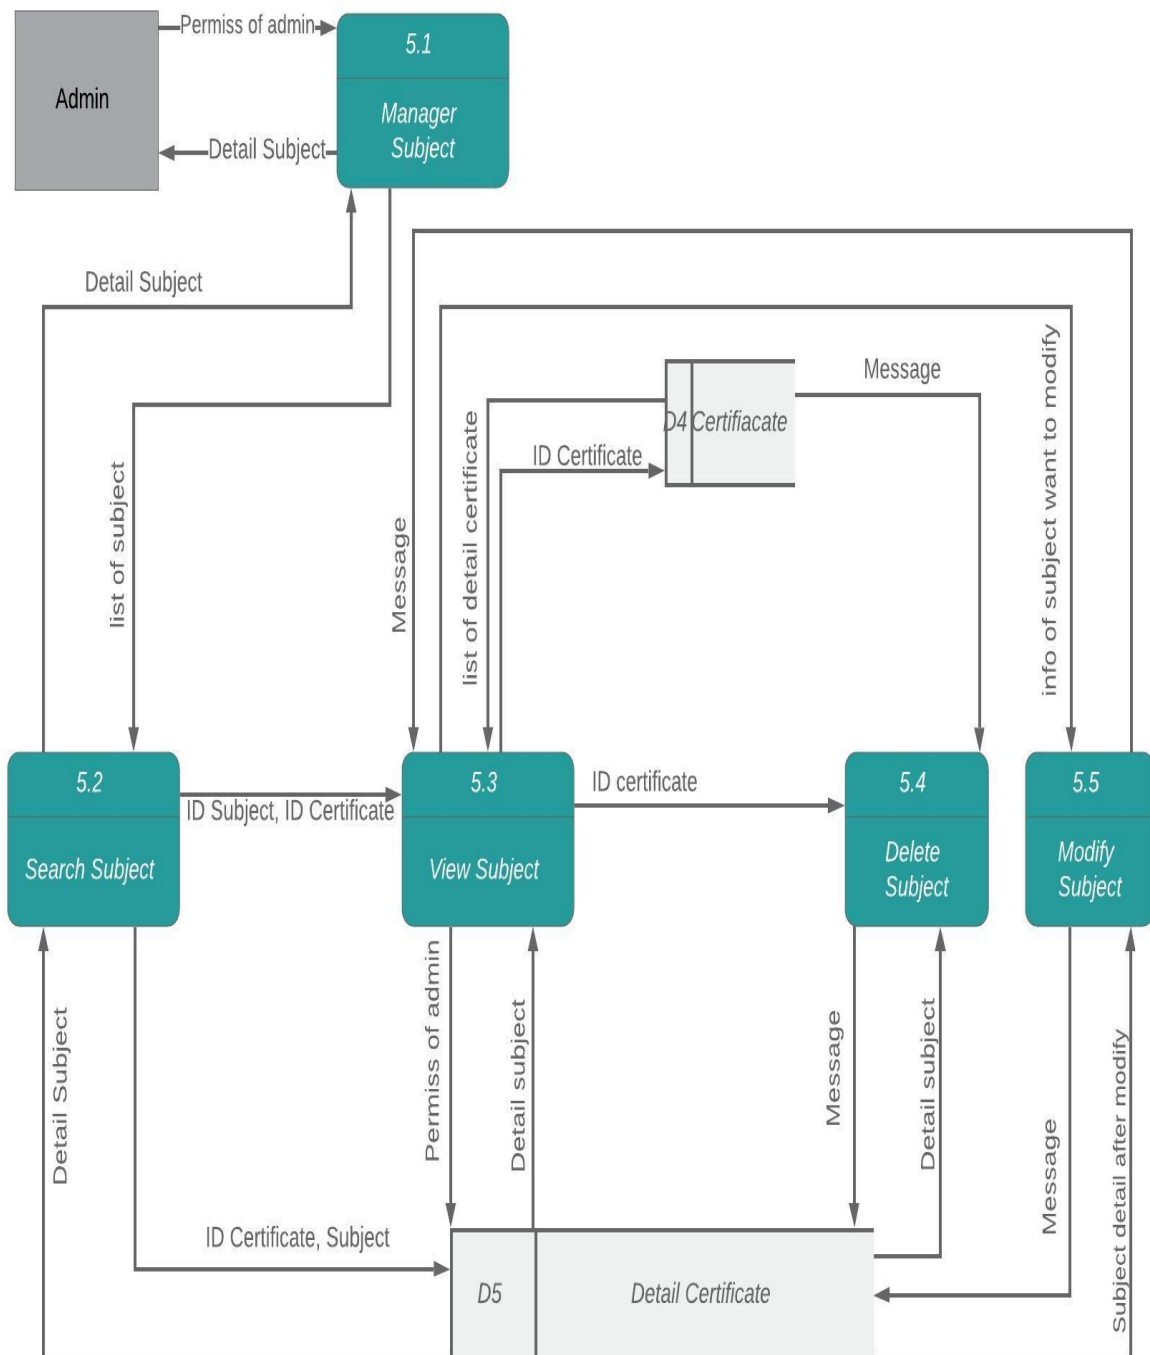 Permiss of admin
5.1
Admin
Manager
Subject
Detail Subject
Detail Subject
Message
D4 Certifiacate
ID Certificate
list of detail certificate
info of subject want to modify
list of subject
Message
5.2
Search Subject
ID Subject, ID Certificate
5.3
View Subject
ID certificate
5.4
Delete
Subject
5.5
Modify
Subject
Detail Subject
Permiss of admin
Detail subject
Message
Detail subject
Message
Subject detail after modify
ID Certificate, Subject
D5
Detail Certificate